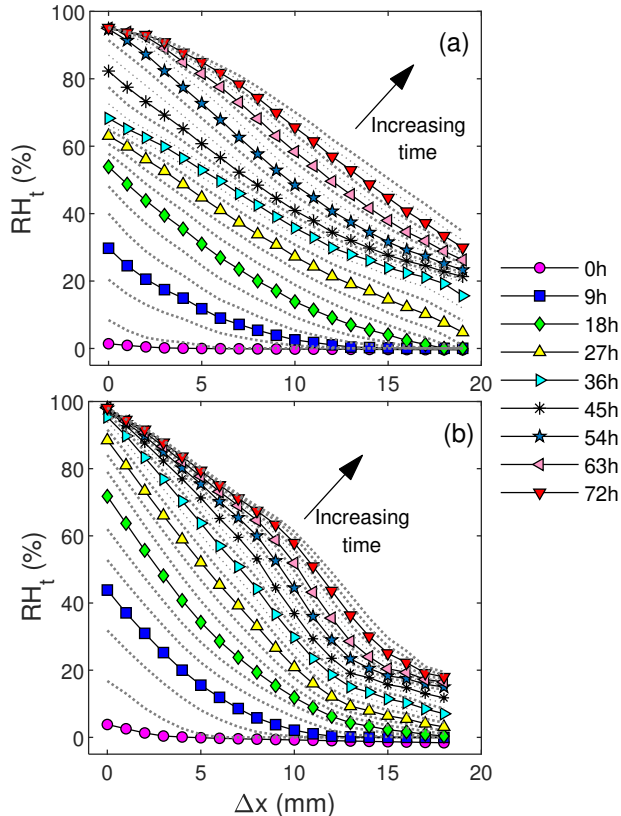 100
80
60
40
20
0
RH_t (%)
(a)
Increasing
time
0 5 10 15 20
100
80
60
40
20
0
RH_t (%)
(b)
Increasing
time
0 5 10 15 20
Δx (mm)
0h
9h
18h
27h
36h
45h
54h
63h
72h